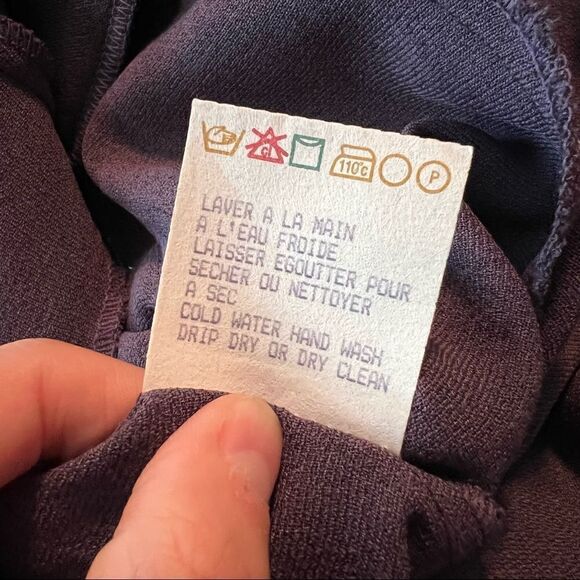 Cl 110°C P
LAVER A LA MAIN
A L'EAU FROIDE
LAISSER EGOUTTER POUR
SECHER OU NETTOYER
A SEC
COLD WATER HAND WASH
DRIP DRY OR DRY CLEAN